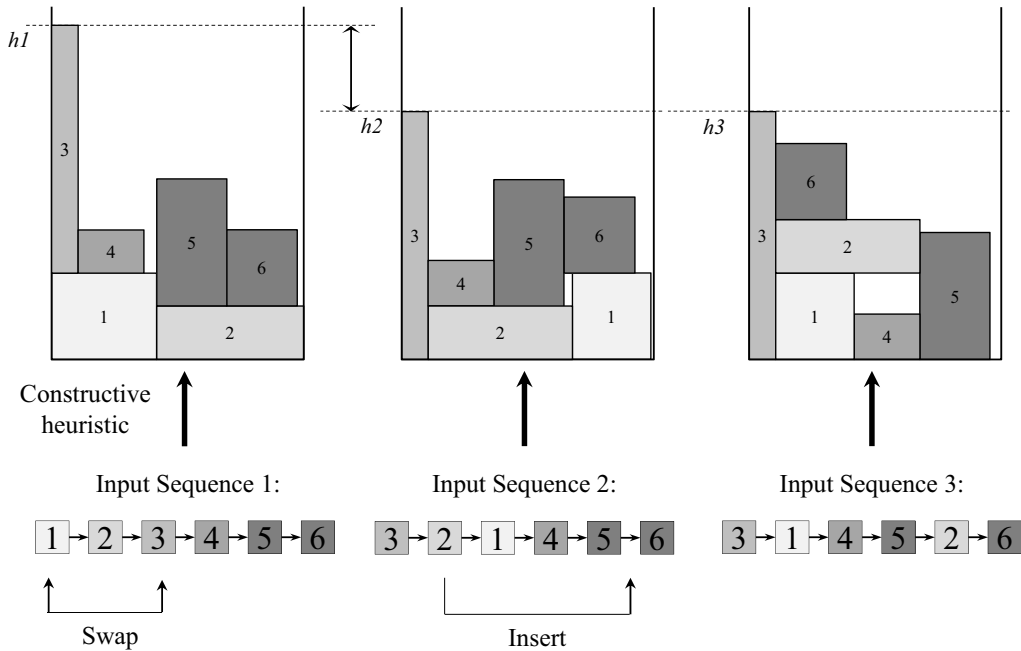 h1
3
4
5
6
1
2
h2
3
4
5
6
2
1
h3
3
6
2
5
1
4
Constructive
heuristic
Input Sequence 1:
1 2 3 4 5 6
Swap
Input Sequence 2:
3 2 1 4 5 6
Insert
Input Sequence 3:
3 1 4 5 2 6